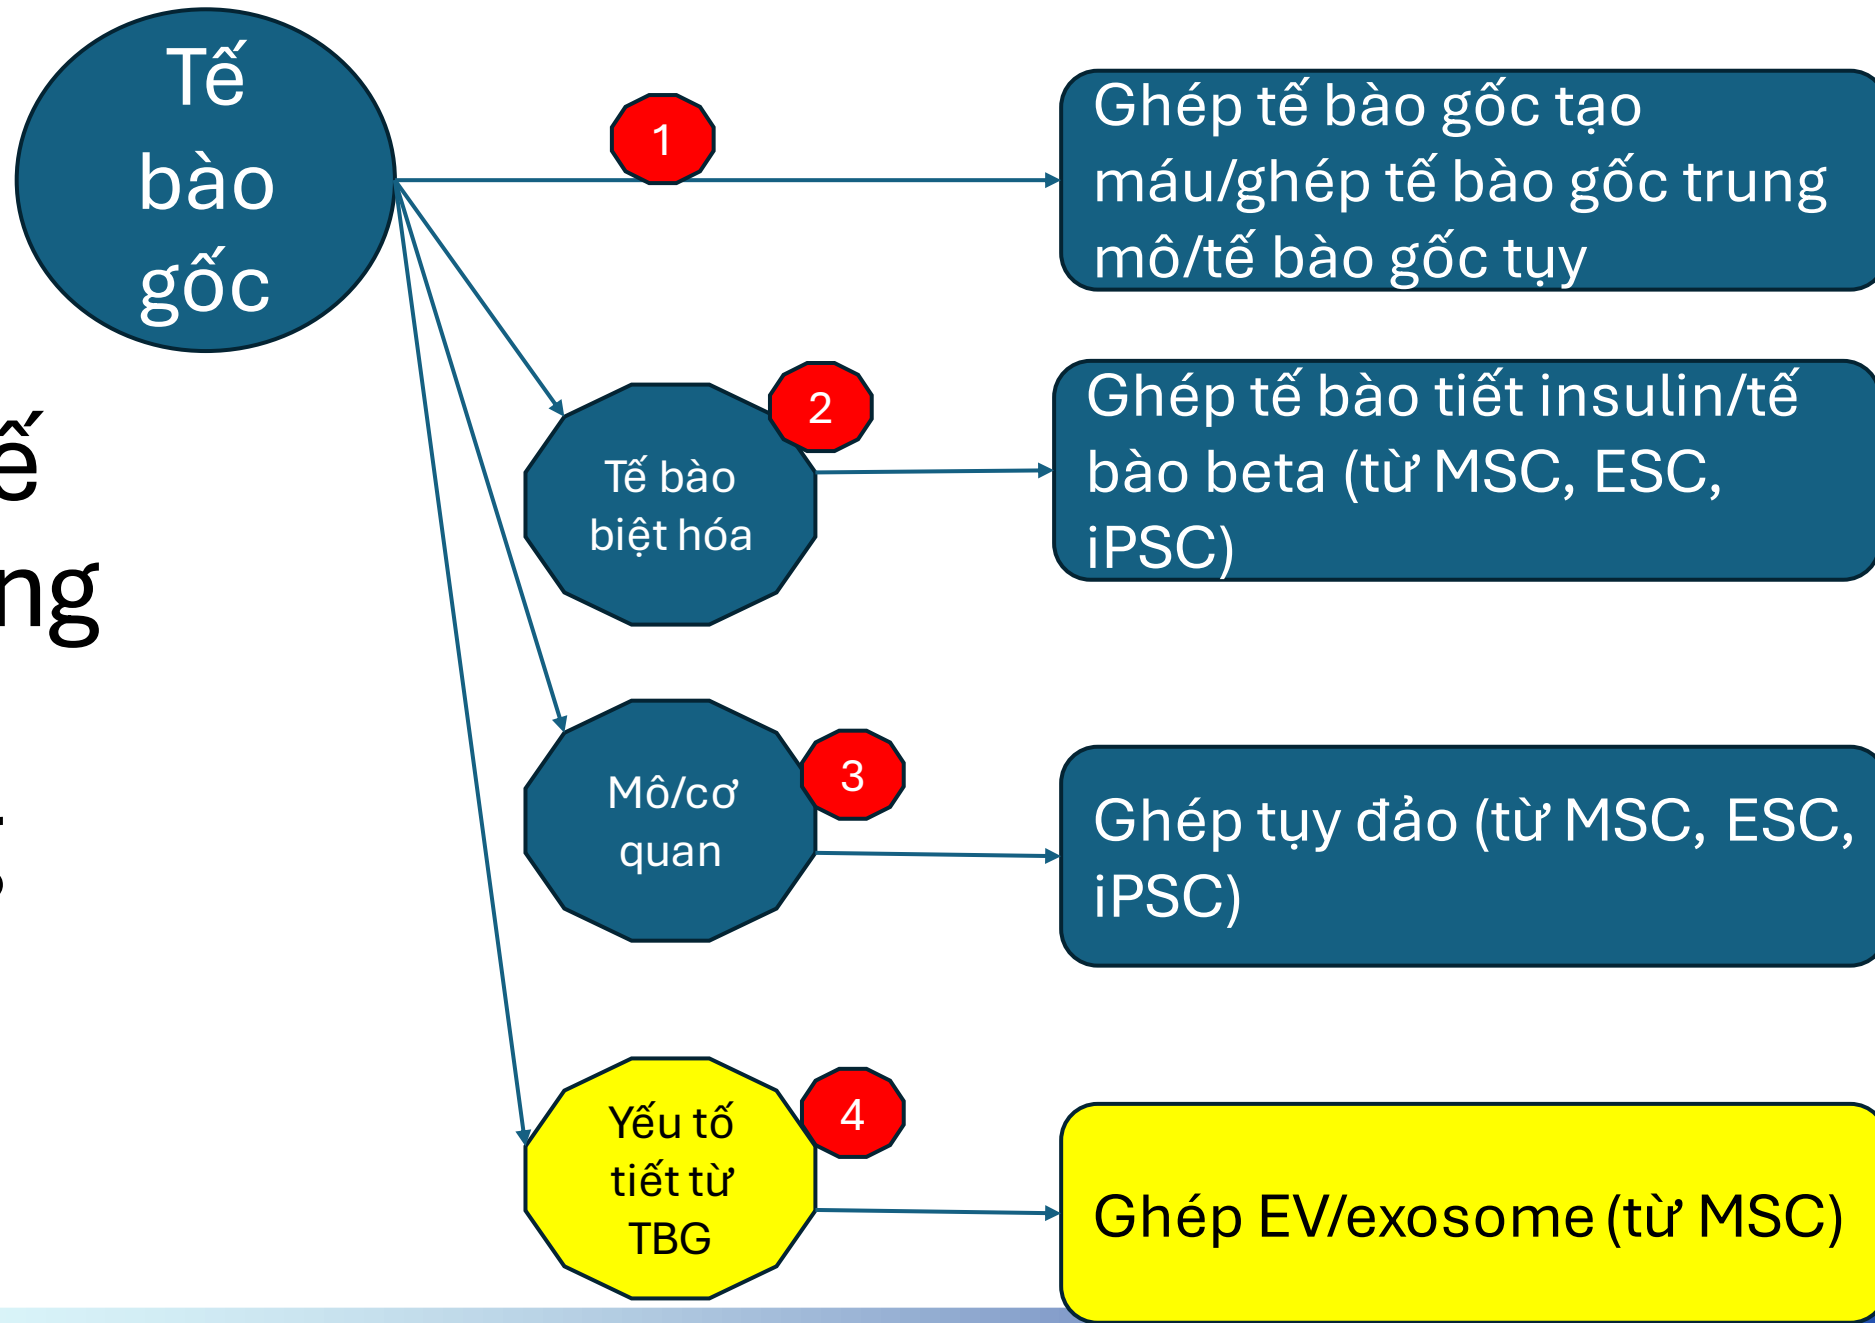 Tế
bào
gốc
1
Ghép tế bào gốc tạo
máu/ghép tế bào gốc trung
mô/tế bào gốc tụy
Tế bào
biệt hóa
2
Ghép tế bào tiết insulin/tế
bào beta (từ MSC, ESC,
iPSC)
Mô/cơ
quan
3
Ghép tụy đảo (từ MSC, ESC,
iPSC)
Yếu tố
tiết từ
TBG
4
Ghép EV/exosome (từ MSC)